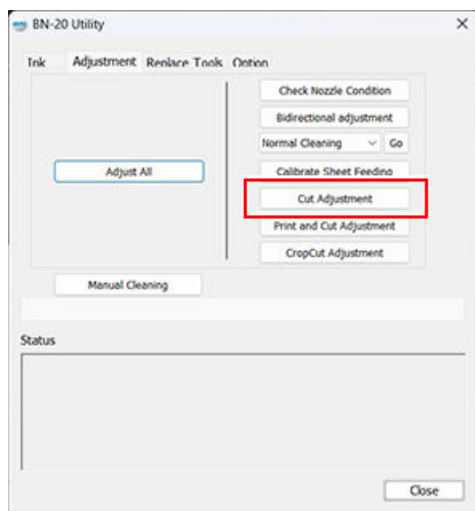 BN-20 Utility
Ink Adjustment Replace Tools Option
Check Nozzle Condition
Bidirectional adjustment
Normal Cleaning Go
Adjust All
Calibrate Sheet Feeding
Cut Adjustment
Print and Cut Adjustment
CropCut Adjustment
Manual Cleaning
Status
Close